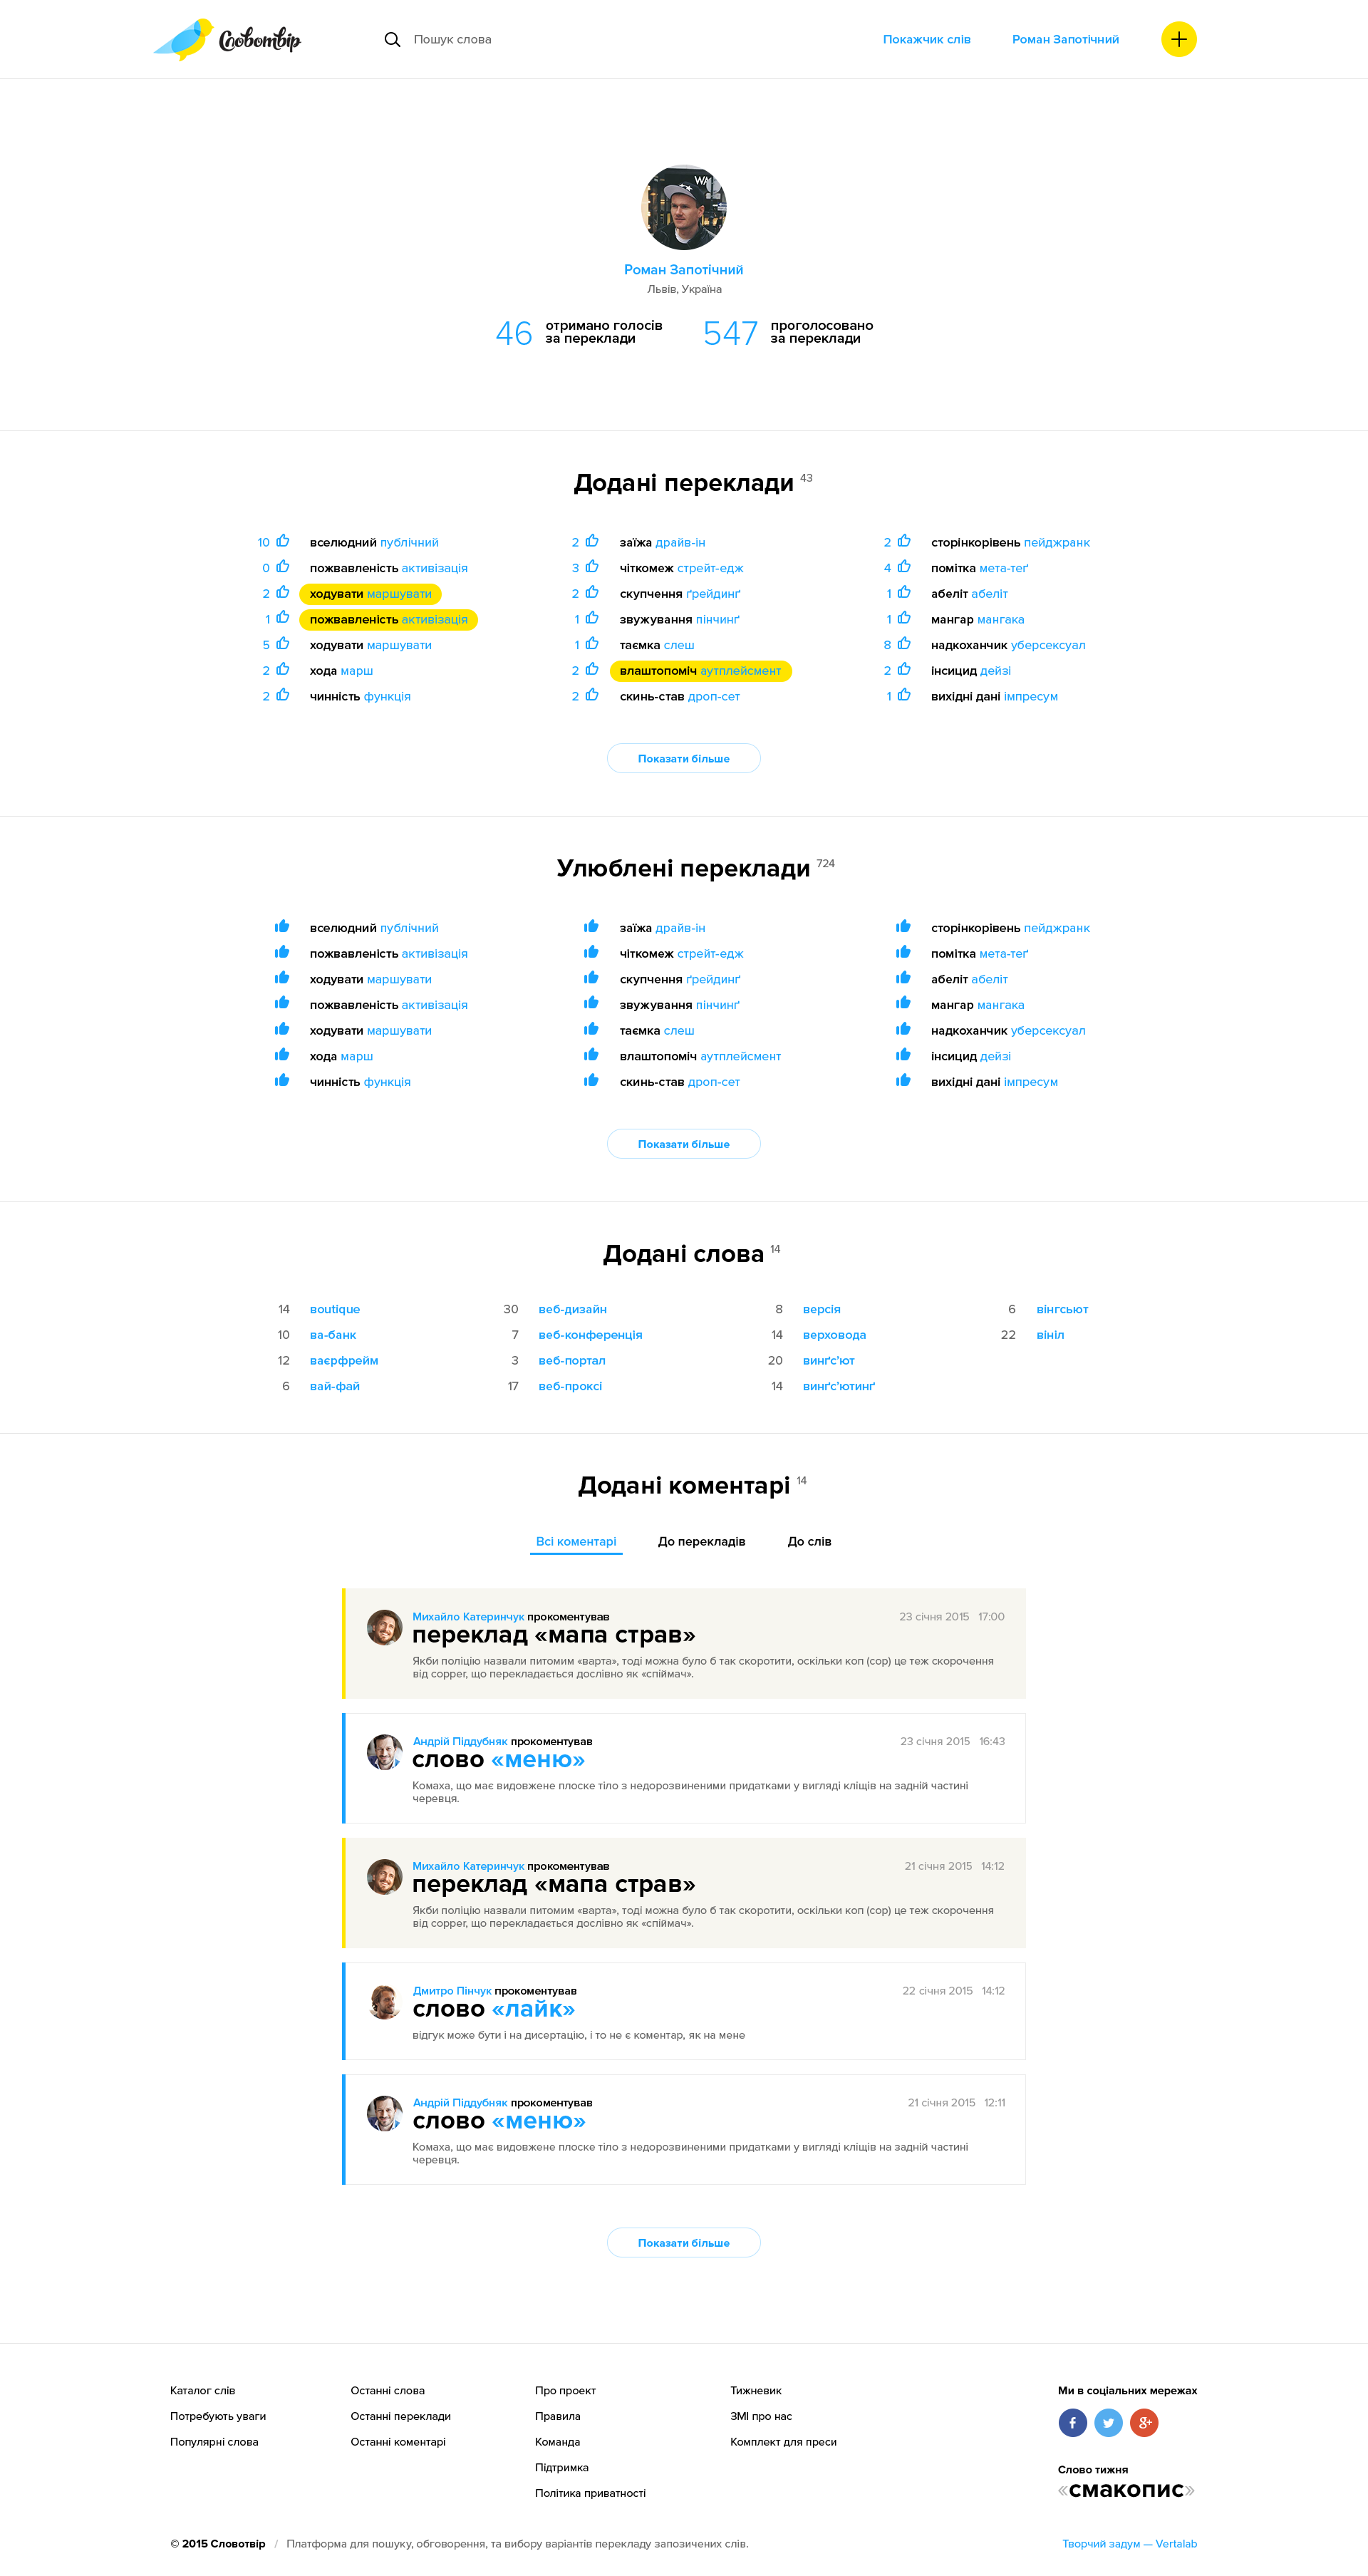 Словотвір
Пошук слова
Покажчик слів
Роман Запотічний
Роман Запотічний
Львів, Україна
46 отримано голосів
за переклади
547 проголосовано
за переклади
Додані переклади 43
10 вселюдний публічний
0 пожвавленість активізація
2 ходувати маршувати
1 пожвавленість активізація
5 ходувати маршувати
2 хода марш
2 чинність функція
2 заїжа драйв-ін
3 чіткомеж стрейт-едж
2 скупчення ґрейдинґ
1 звужування пінчинґ
1 таємка слеш
2 влаштопоміч аутплейсмент
2 скинь-став дроп-сет
2 сторінкорівень пейджранк
4 помітка мета-теґ
1 абеліт абеліт
1 мангар мангака
8 надкоханчик уберсексуал
2 інсицид дейзі
1 вихідні дані імпресум
Показати більше
Улюблені переклади 724
вселюдний публічний
пожвавленість активізація
ходувати маршувати
пожвавленість активізація
ходувати маршувати
хода марш
чинність функція
заїжа драйв-ін
чіткомеж стрейт-едж
скупчення ґрейдинґ
звужування пінчинґ
таємка слеш
влаштопоміч аутплейсмент
скинь-став дроп-сет
сторінкорівень пейджранк
помітка мета-теґ
абеліт абеліт
мангар мангака
надкоханчик уберсексуал
інсицид дейзі
вихідні дані імпресум
Показати більше
Додані слова 14
14 вoutique
10 ва-банк
12 ваєрфрейм
6 вай-фай
30 веб-дизайн
7 веб-конференція
3 веб-портал
17 веб-проксі
8 версія
14 верховода
20 винґс'ют
14 винґс'ютинґ
6 вінгсьют
22 вініл
Додані коментарі 14
Всі коментарі
До перекладів
До слів
Михайло Катеринчук прокоментував
23 січня 2015 17:00
переклад «мапа страв»
Якби поліцію назвали питомим «варта», тоді можна було б так скоротити, оскільки коп (cop) це теж скорочення
від copper, що перекладається дослівно як «спіймач».
Андрій Піддубняк прокоментував
23 січня 2015 16:43
слово «меню»
Комаха, що має видовжене плоске тіло з недорозвиненими придатками у вигляді кліщів на задній частині
черевця.
Михайло Катеринчук прокоментував
21 січня 2015 14:12
переклад «мапа страв»
Якби поліцію назвали питомим «варта», тоді можна було б так скоротити, оскільки коп (cop) це теж скорочення
від copper, що перекладається дослівно як «спіймач».
Дмитро Пінчук прокоментував
22 січня 2015 14:12
слово «лайк»
відгук може бути і на дисертацію, і то не є коментар, як на мене
Андрій Піддубняк прокоментував
21 січня 2015 12:11
слово «меню»
Комаха, що має видовжене плоске тіло з недорозвиненими придатками у вигляді кліщів на задній частині
черевця.
Показати більше
Каталог слів
Потребують уваги
Популярні слова
Останні слова
Останні переклади
Останні коментарі
Про проект
Правила
Команда
Підтримка
Політика приватності
Тижневик
ЗМІ про нас
Комплект для преси
Ми в соціальних мережах
Слово тижня
«смакопис»
© 2015 Словотвір / Платформа для пошуку, обговорення, та вибору варіантів перекладу запозичених слів.
Творчий задум — Vertalab